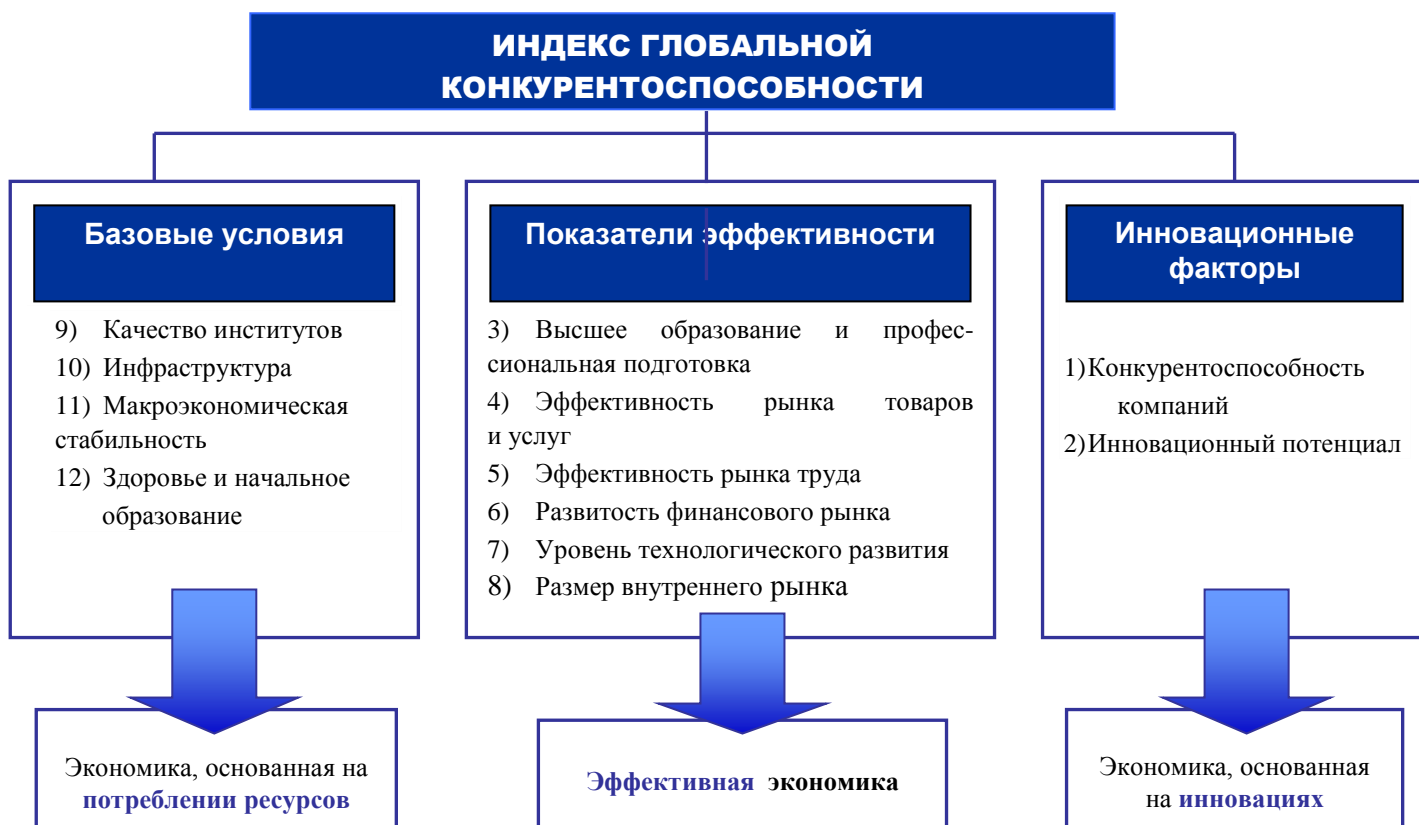 ИНДЕКС ГЛОБАЛЬНОЙ
КОНКУРЕНТОСПОСОБНОСТИ
Базовые условия
9) Качество институтов
10) Инфраструктура
11) Макроэкономическая
стабильность
12) Здоровье и начальное
образование
Экономика, основанная на
потреблении ресурсов
Показатели эффективности
3) Высшее образование и профес-
сиональная подготовка
4) Эффективность рынка товаров
и услуг
5) Эффективность рынка труда
6) Развитость финансового рынка
7) Уровень технологического развития
8) Размер внутреннего рынка
Эффективная экономика
Инновационные
факторы
1)Конкурентоспособность
компаний
2)Инновационный потенциал
Экономика, основанная
на инновациях